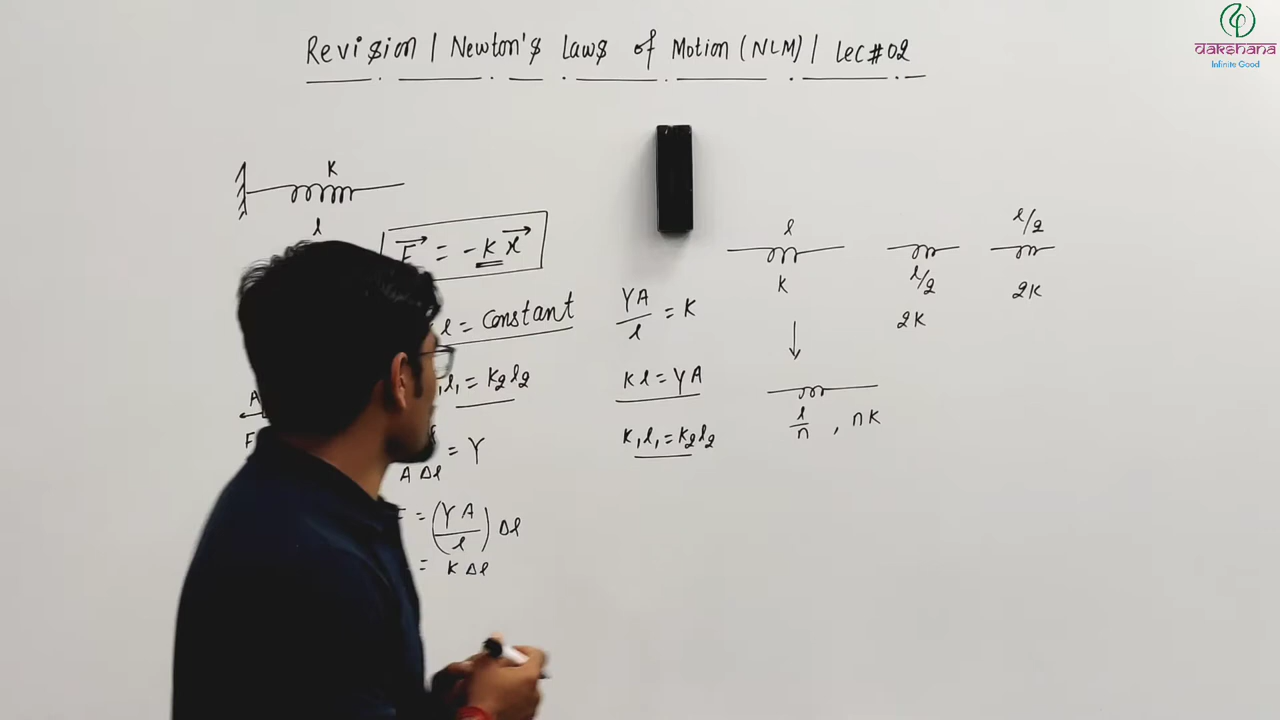 Revision | Newton's Laws of Motion (NLM) | Lec # 02
dakshana
Infinite Good
K
l
F = -k x
l = constant
l₁ = k₂l₂
A Δl = Y
F = (YA/l) Δl
= K Δl
A
F
YA/l = K
Kl = YA
K₁l₁ = K₂l₂
l
K
l/2
2K
l/2
2K
↓
l/n , nK